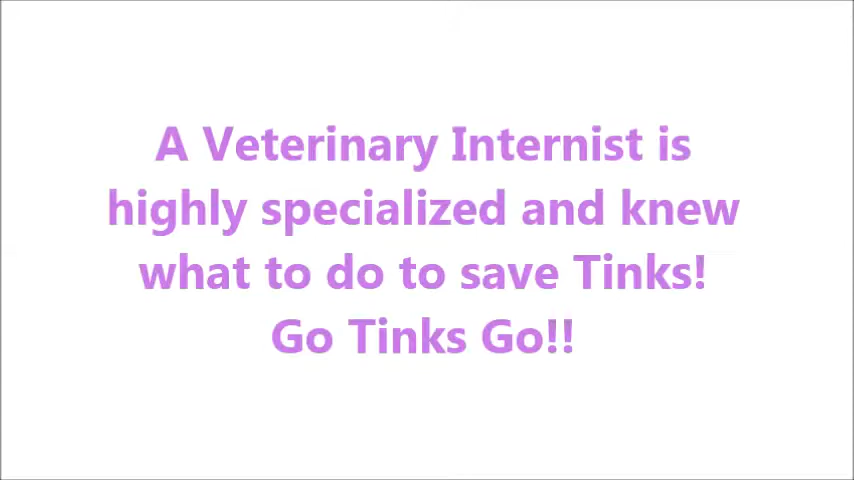 A Veterinary Internist is
highly specialized and knew
what to do to save Tinks!
Go Tinks Go!!